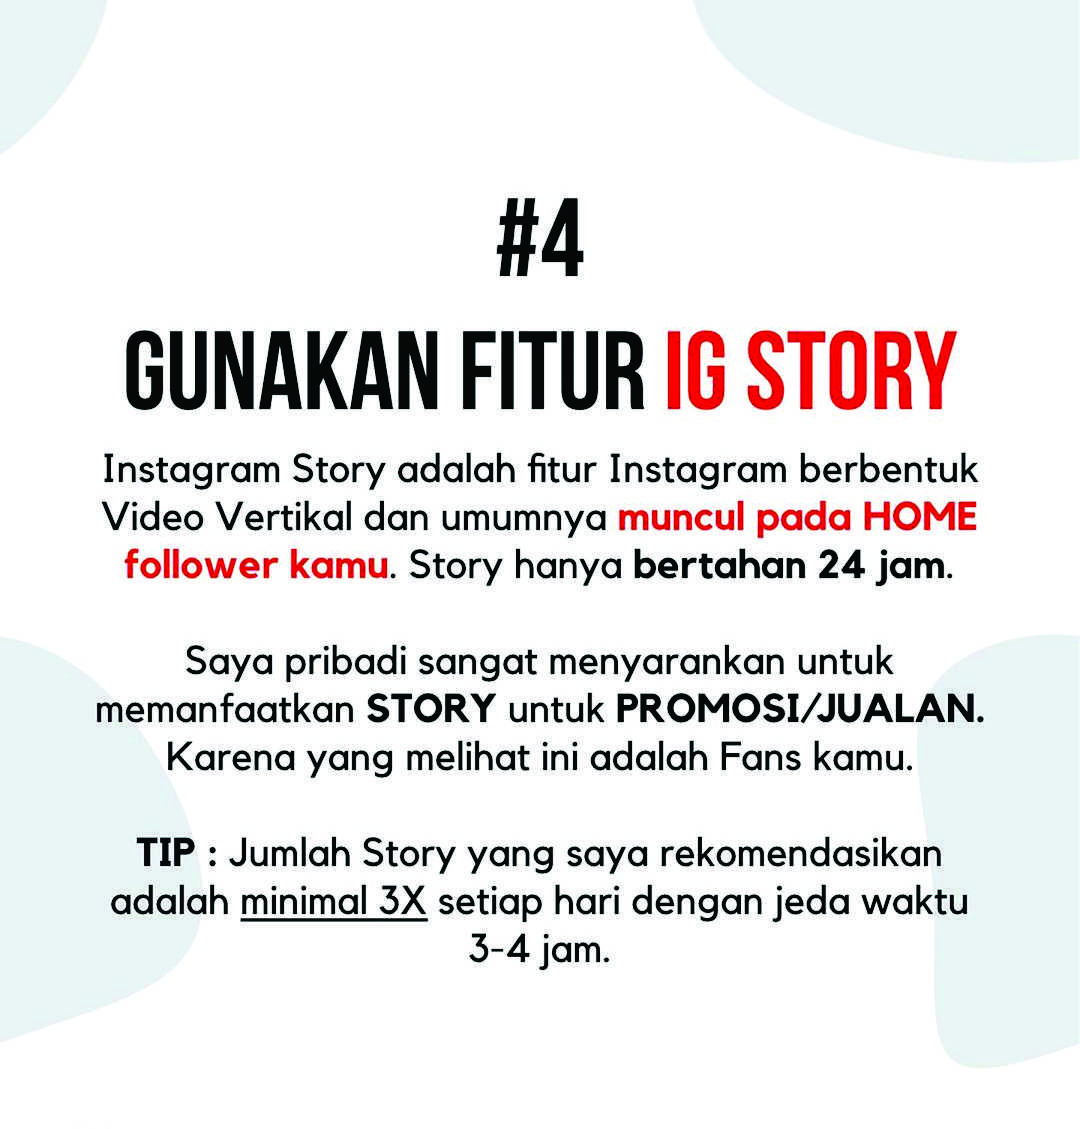 #4
GUNAKAN FITUR IG STORY
Instagram Story adalah fitur Instagram berbentuk
Video Vertikal dan umumnya muncul pada HOME
follower kamu. Story hanya bertahan 24 jam.
Saya pribadi sangat menyarankan untuk
memanfaatkan STORY untuk PROMOSI/JUALAN.
Karena yang melihat ini adalah Fans kamu.
TIP : Jumlah Story yang saya rekomendasikan
adalah minimal 3X setiap hari dengan jeda waktu
3-4 jam.